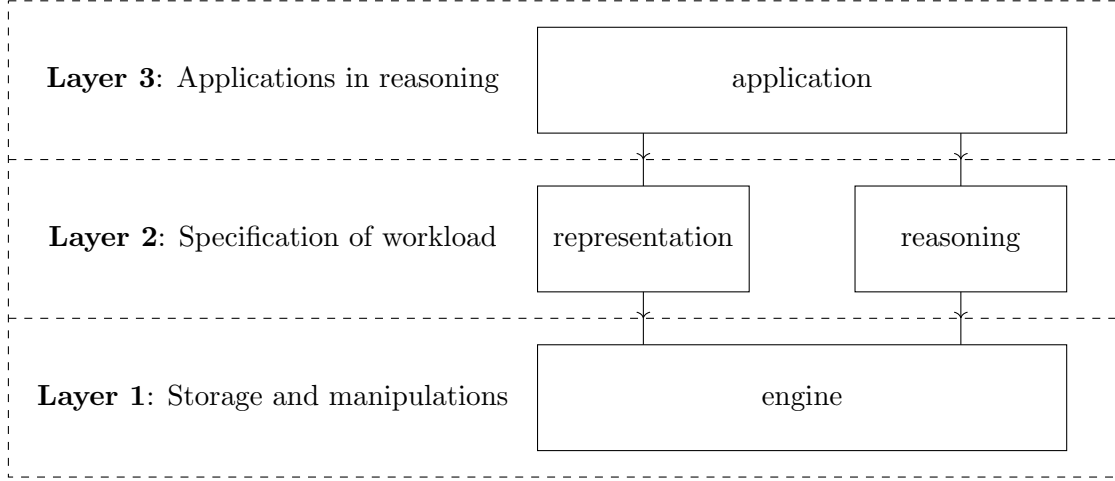 Layer 3: Applications in reasoning
application
Layer 2: Specification of workload
representation
reasoning
Layer 1: Storage and manipulations
engine